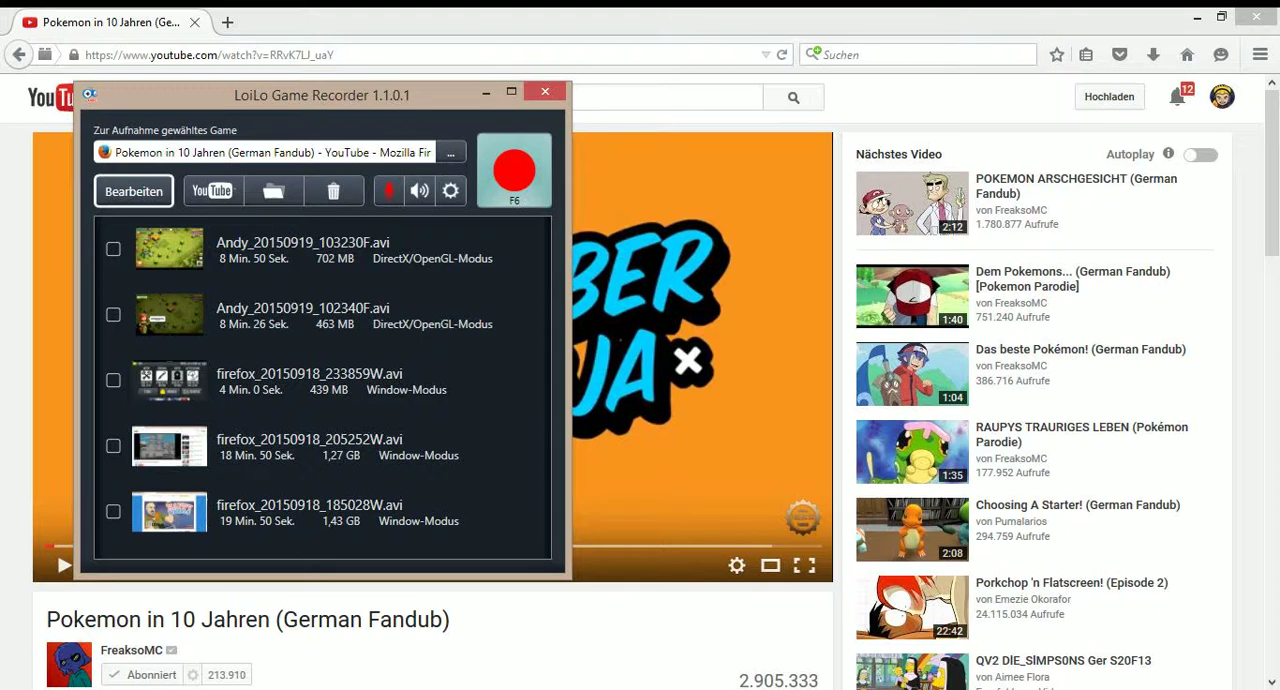 Pokemon in 10 Jahren (Ge...
https://www.youtube.com/watch?v=RRvK7LJ_uaY
Suchen
You
Hochladen
12
LoiLo Game Recorder 1.1.0.1
Zur Aufnahme gewähltes Game
Pokemon in 10 Jahren (German Fandub) - YouTube - Mozilla Fir
...
Bearbeiten
YouTube
F6
Andy_20150919_103230F.avi
8 Min. 50 Sek. 702 MB DirectX/OpenGL-Modus
Andy_20150919_102340F.avi
8 Min. 26 Sek. 463 MB DirectX/OpenGL-Modus
firefox_20150918_233859W.avi
4 Min. 0 Sek. 439 MB Window-Modus
firefox_20150918_205252W.avi
18 Min. 50 Sek. 1,27 GB Window-Modus
firefox_20150918_185028W.avi
19 Min. 50 Sek. 1,43 GB Window-Modus
BER
JA
Pokemon in 10 Jahren (German Fandub)
FreaksoMC
Abonniert 213.910
2.905.333
Nächstes Video
Autoplay
POKEMON ARSCHGESICHT (German
Fandub)
von FreaksoMC
1.780.877 Aufrufe
2:12
Dem Pokemons... (German Fandub)
[Pokemon Parodie]
von FreaksoMC
751.240 Aufrufe
1:40
Das beste Pokémon! (German Fandub)
von FreaksoMC
386.716 Aufrufe
1:04
RAUPYS TRAURIGES LEBEN (Pokémon
Parodie)
von FreaksoMC
177.952 Aufrufe
1:35
Choosing A Starter! (German Fandub)
von Pumalarios
294.759 Aufrufe
2:08
Porkchop 'n Flatscreen! (Episode 2)
von Emezie Okorafor
24.115.034 Aufrufe
22:42
QV2 DİE_SİMPS0NS Ger S20F13
von Aimee Flora